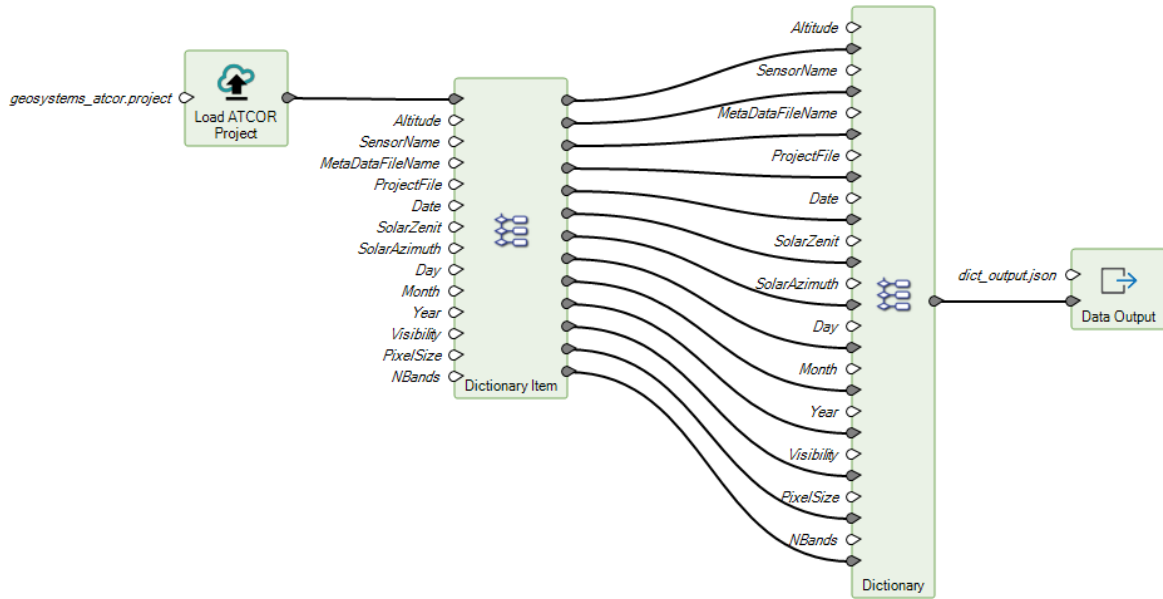 geosystems_atcor.project
Load ATCOR
Project
Altitude
SensorName
MetaDataFileName
ProjectFile
Date
SolarZenit
SolarAzimuth
Day
Month
Year
Visibility
PixelSize
NBands
Dictionary Item
Altitude
SensorName
MetaDataFileName
ProjectFile
Date
SolarZenit
SolarAzimuth
Day
Month
Year
Visibility
PixelSize
NBands
Dictionary
dict_output.json
Data Output